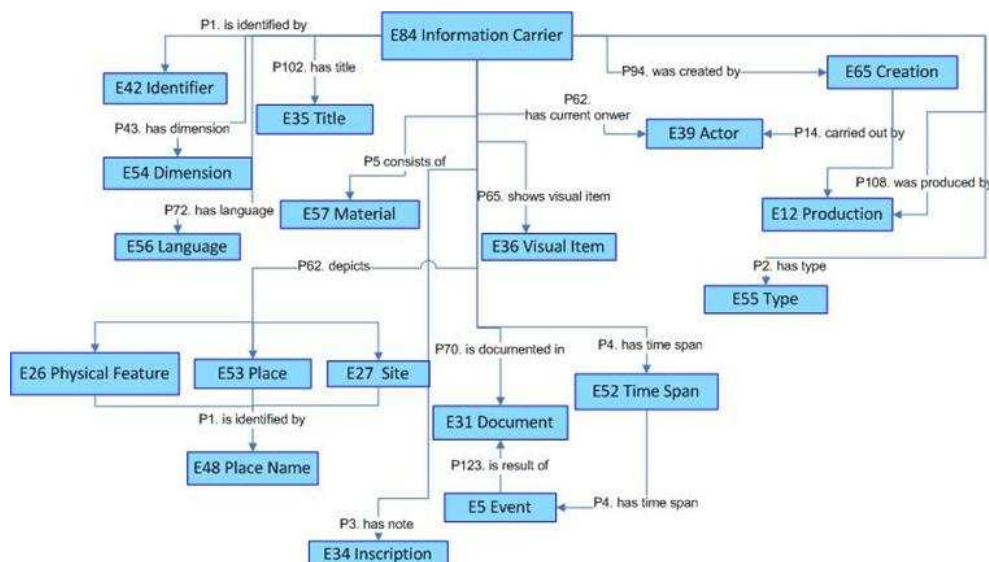 P1. is identified by
E84 Information Carrier
P102. has title
P94. was created by
E65 Creation
E42 Identifier
E35 Title
P62.
has current onwer
P43. has dimension
E39 Actor
P14. carried out by
P5 consists of
E54 Dimension
P108. was produced by
P65. shows visual item
E57 Material
P72. has language
E12 Production
E56 Language
E36 Visual Item
P62. depicts
P2. has type
E55 Type
P70. is documented in
P4. has time span
E26 Physical Feature
E53 Place
E27 Site
E52 Time Span
P1. is identified by
E31 Document
E48 Place Name
P123. is result of
E5 Event
P4. has time span
P3. has note
E34 Inscription